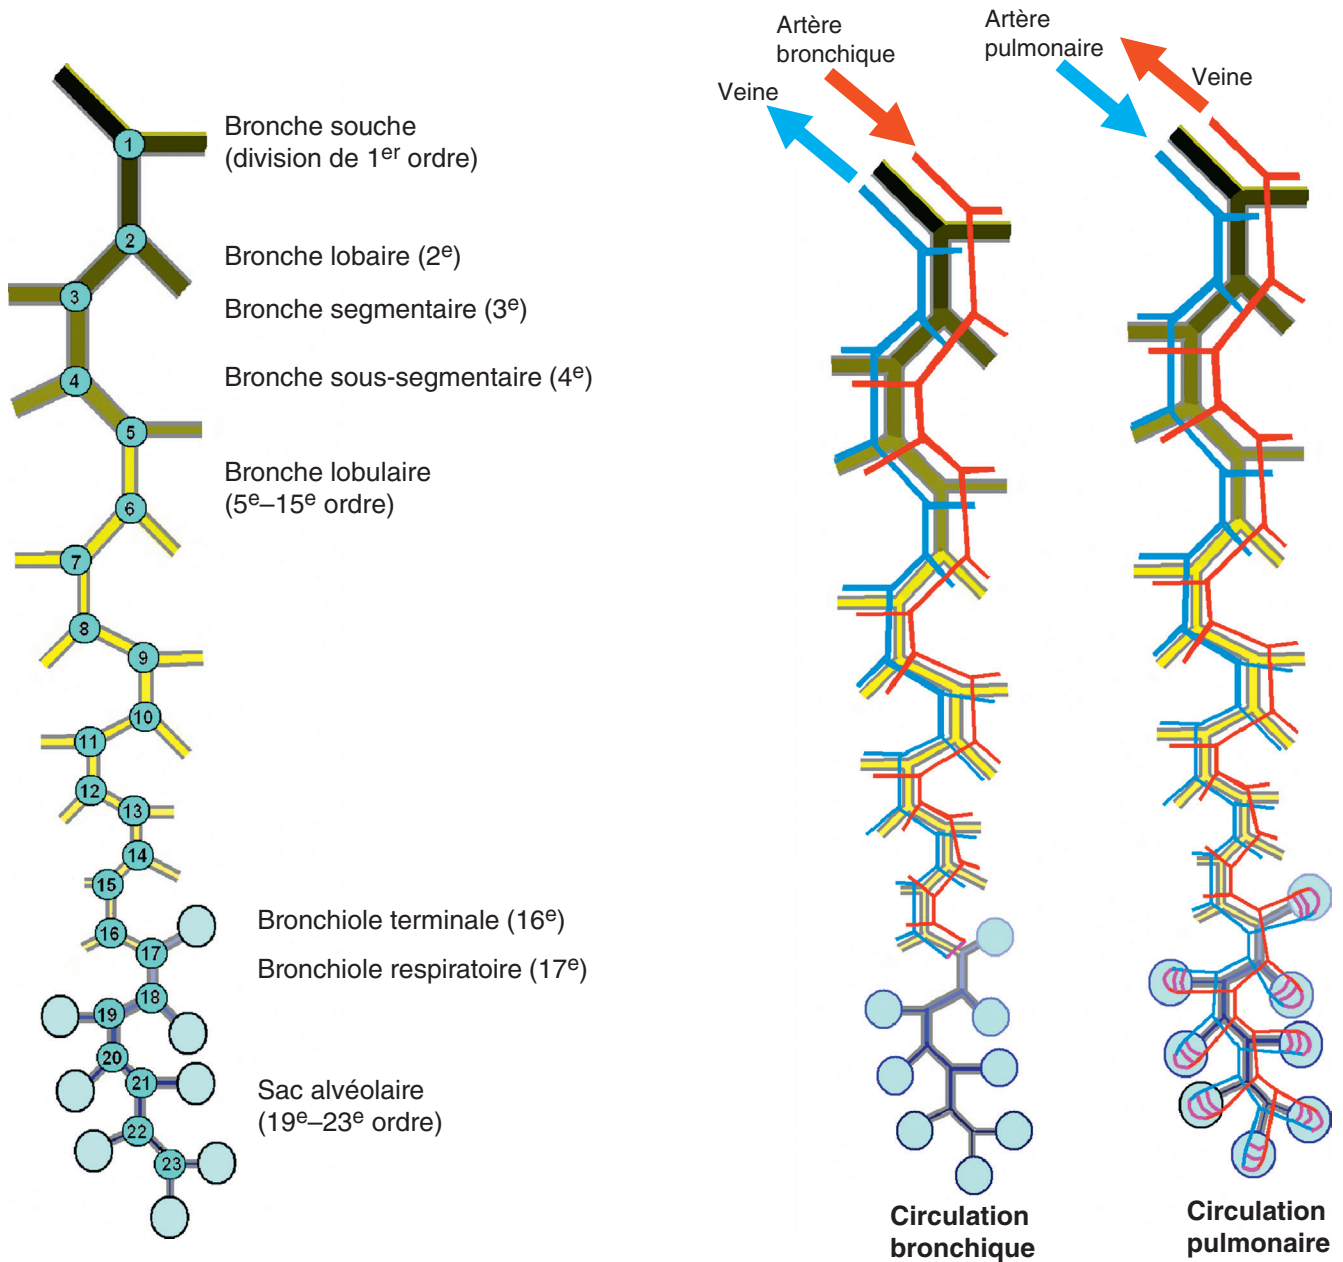 1
2
3
4
5
6
7
8
9
10
11
12
13
14
15
16
17
18
19
20
21
22
23
Bronche souche
(division de 1er ordre)
Bronche lobaire (2e)
Bronche segmentaire (3e)
Bronche sous-segmentaire (4e)
Bronche lobulaire
(5e–15e ordre)
Bronchiole terminale (16e)
Bronchiole respiratoire (17e)
Sac alvéolaire
(19e–23e ordre)
Artère
bronchique
Veine
Circulation
bronchique
Artère
pulmonaire
Veine
Circulation
pulmonaire